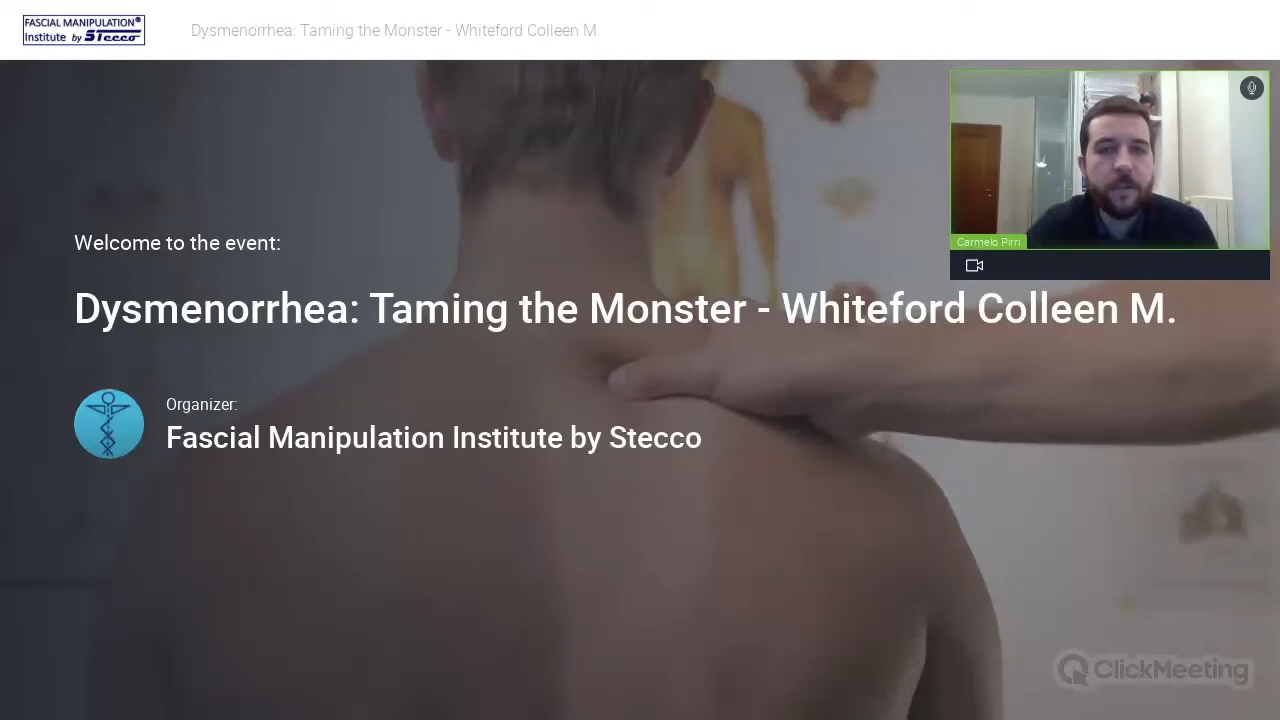 FASCIAL MANIPULATION®
Institute by Stecco
Dysmenorrhea: Taming the Monster - Whiteford Colleen M.
Carmelo Pirri
Welcome to the event:
Dysmenorrhea: Taming the Monster - Whiteford Colleen M.
Organizer:
Fascial Manipulation Institute by Stecco
ClickMeeting